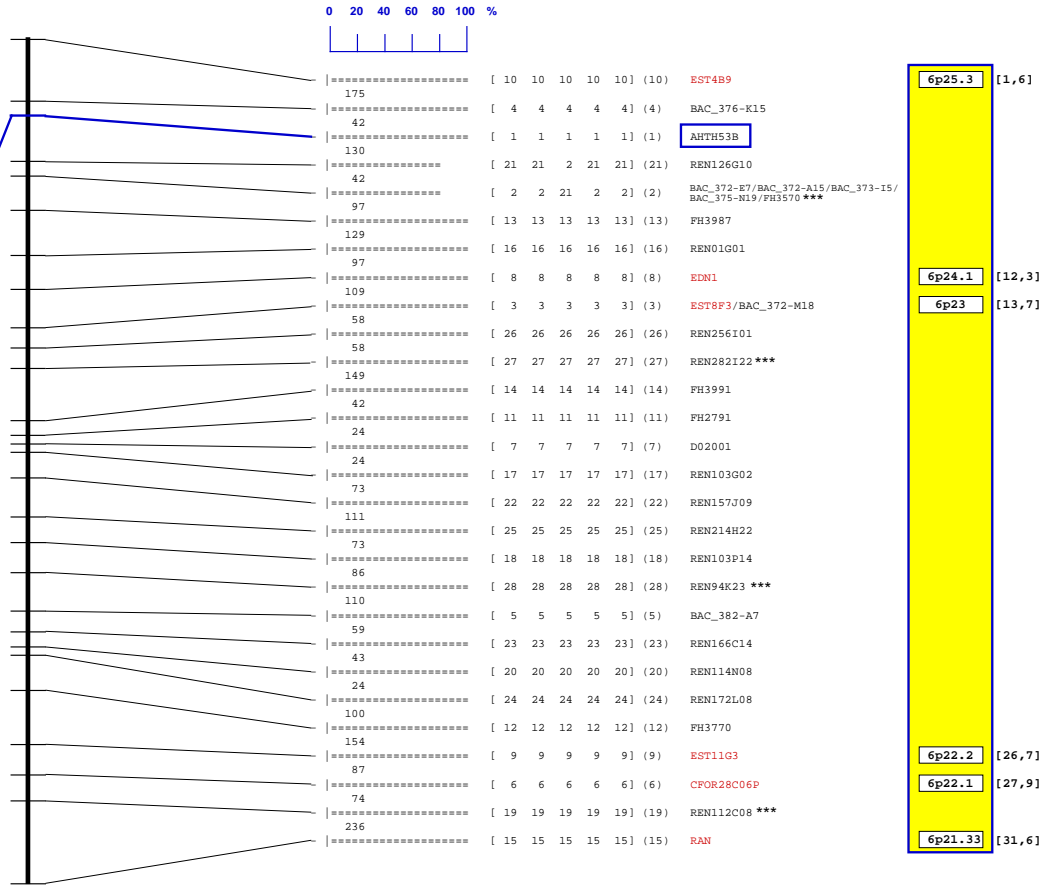 0 20 40 60 80 100 %
|==================== [ 10 10 10 10 10] (10) EST4B9 6p25.3 [1,6]
175
|==================== [ 4 4 4 4 4] (4) BAC_376-K15
42
|==================== [ 1 1 1 1 1] (1) AHTH53B
130
|================ [ 21 21 2 21 21] (21) REN126G10
42
|================ [ 2 2 21 2 2] (2) BAC_372-E7/BAC_372-A15/BAC_373-I5/
BAC_375-N19/FH3570 ***
97
|==================== [ 13 13 13 13 13] (13) FH3987
129
|==================== [ 16 16 16 16 16] (16) REN01G01
97
|==================== [ 8 8 8 8 8] (8) EDN1 6p24.1 [12,3]
109
|==================== [ 3 3 3 3 3] (3) EST8F3/BAC_372-M18 6p23 [13,7]
58
|==================== [ 26 26 26 26 26] (26) REN256I01
58
|==================== [ 27 27 27 27 27] (27) REN282I22 ***
149
|==================== [ 14 14 14 14 14] (14) FH3991
42
|==================== [ 11 11 11 11 11] (11) FH2791
24
|==================== [ 7 7 7 7 7] (7) D02001
24
|==================== [ 17 17 17 17 17] (17) REN103G02
73
|==================== [ 22 22 22 22 22] (22) REN157J09
111
|==================== [ 25 25 25 25 25] (25) REN214H22
73
|==================== [ 18 18 18 18 18] (18) REN103P14
86
|==================== [ 28 28 28 28 28] (28) REN94K23 ***
110
|==================== [ 5 5 5 5 5] (5) BAC_382-A7
59
|==================== [ 23 23 23 23 23] (23) REN166C14
43
|==================== [ 20 20 20 20 20] (20) REN114N08
24
|==================== [ 24 24 24 24 24] (24) REN172L08
100
|==================== [ 12 12 12 12 12] (12) FH3770
154
|==================== [ 9 9 9 9 9] (9) EST11G3 6p22.2 [26,7]
87
|==================== [ 6 6 6 6 6] (6) CFOR28C06P 6p22.1 [27,9]
74
|==================== [ 19 19 19 19 19] (19) REN112C08 ***
236
|==================== [ 15 15 15 15 15] (15) RAN 6p21.33 [31,6]